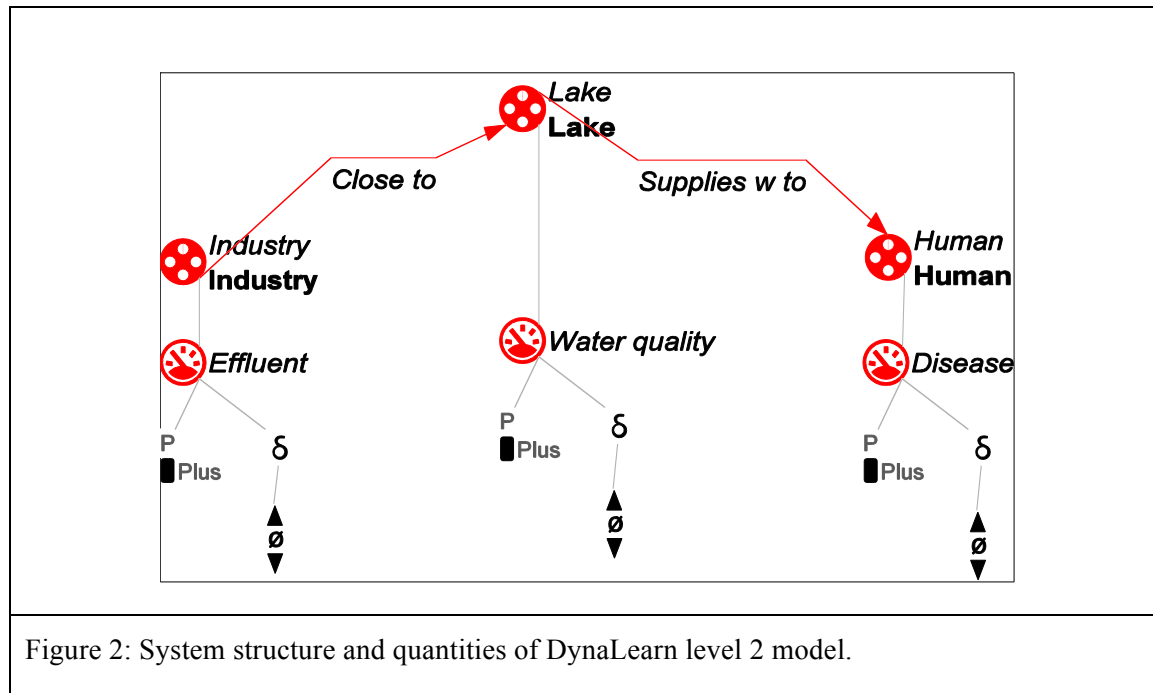 Lake
Lake
Close to
Supplies w to
Industry
Industry
Human
Human
Effluent
Water quality
Disease
P
Plus
δ
ø
P
Plus
δ
ø
P
Plus
δ
ø
Figure 2: System structure and quantities of DynaLearn level 2 model.